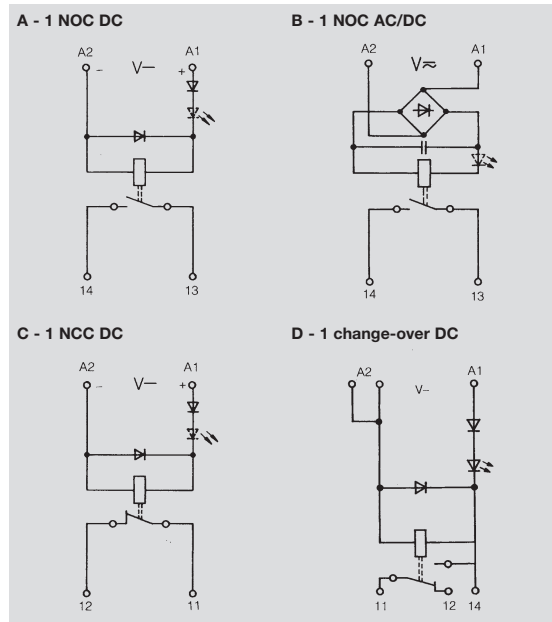 A - 1 NOC DC
A2 - V⎓ + A1
14 13
B - 1 NOC AC/DC
A2 V≂ A1
14 13
C - 1 NCC DC
A2 - V⎓ + A1
12 11
D - 1 change-over DC
A2 V- A1
11 12 14